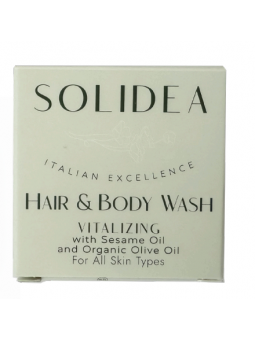 SOLIDEA
ITALIAN EXCELLENCE
HAIR & BODY WASH
VITALIZING
with Sesame Oil
and Organic Olive Oil
For All Skin Types